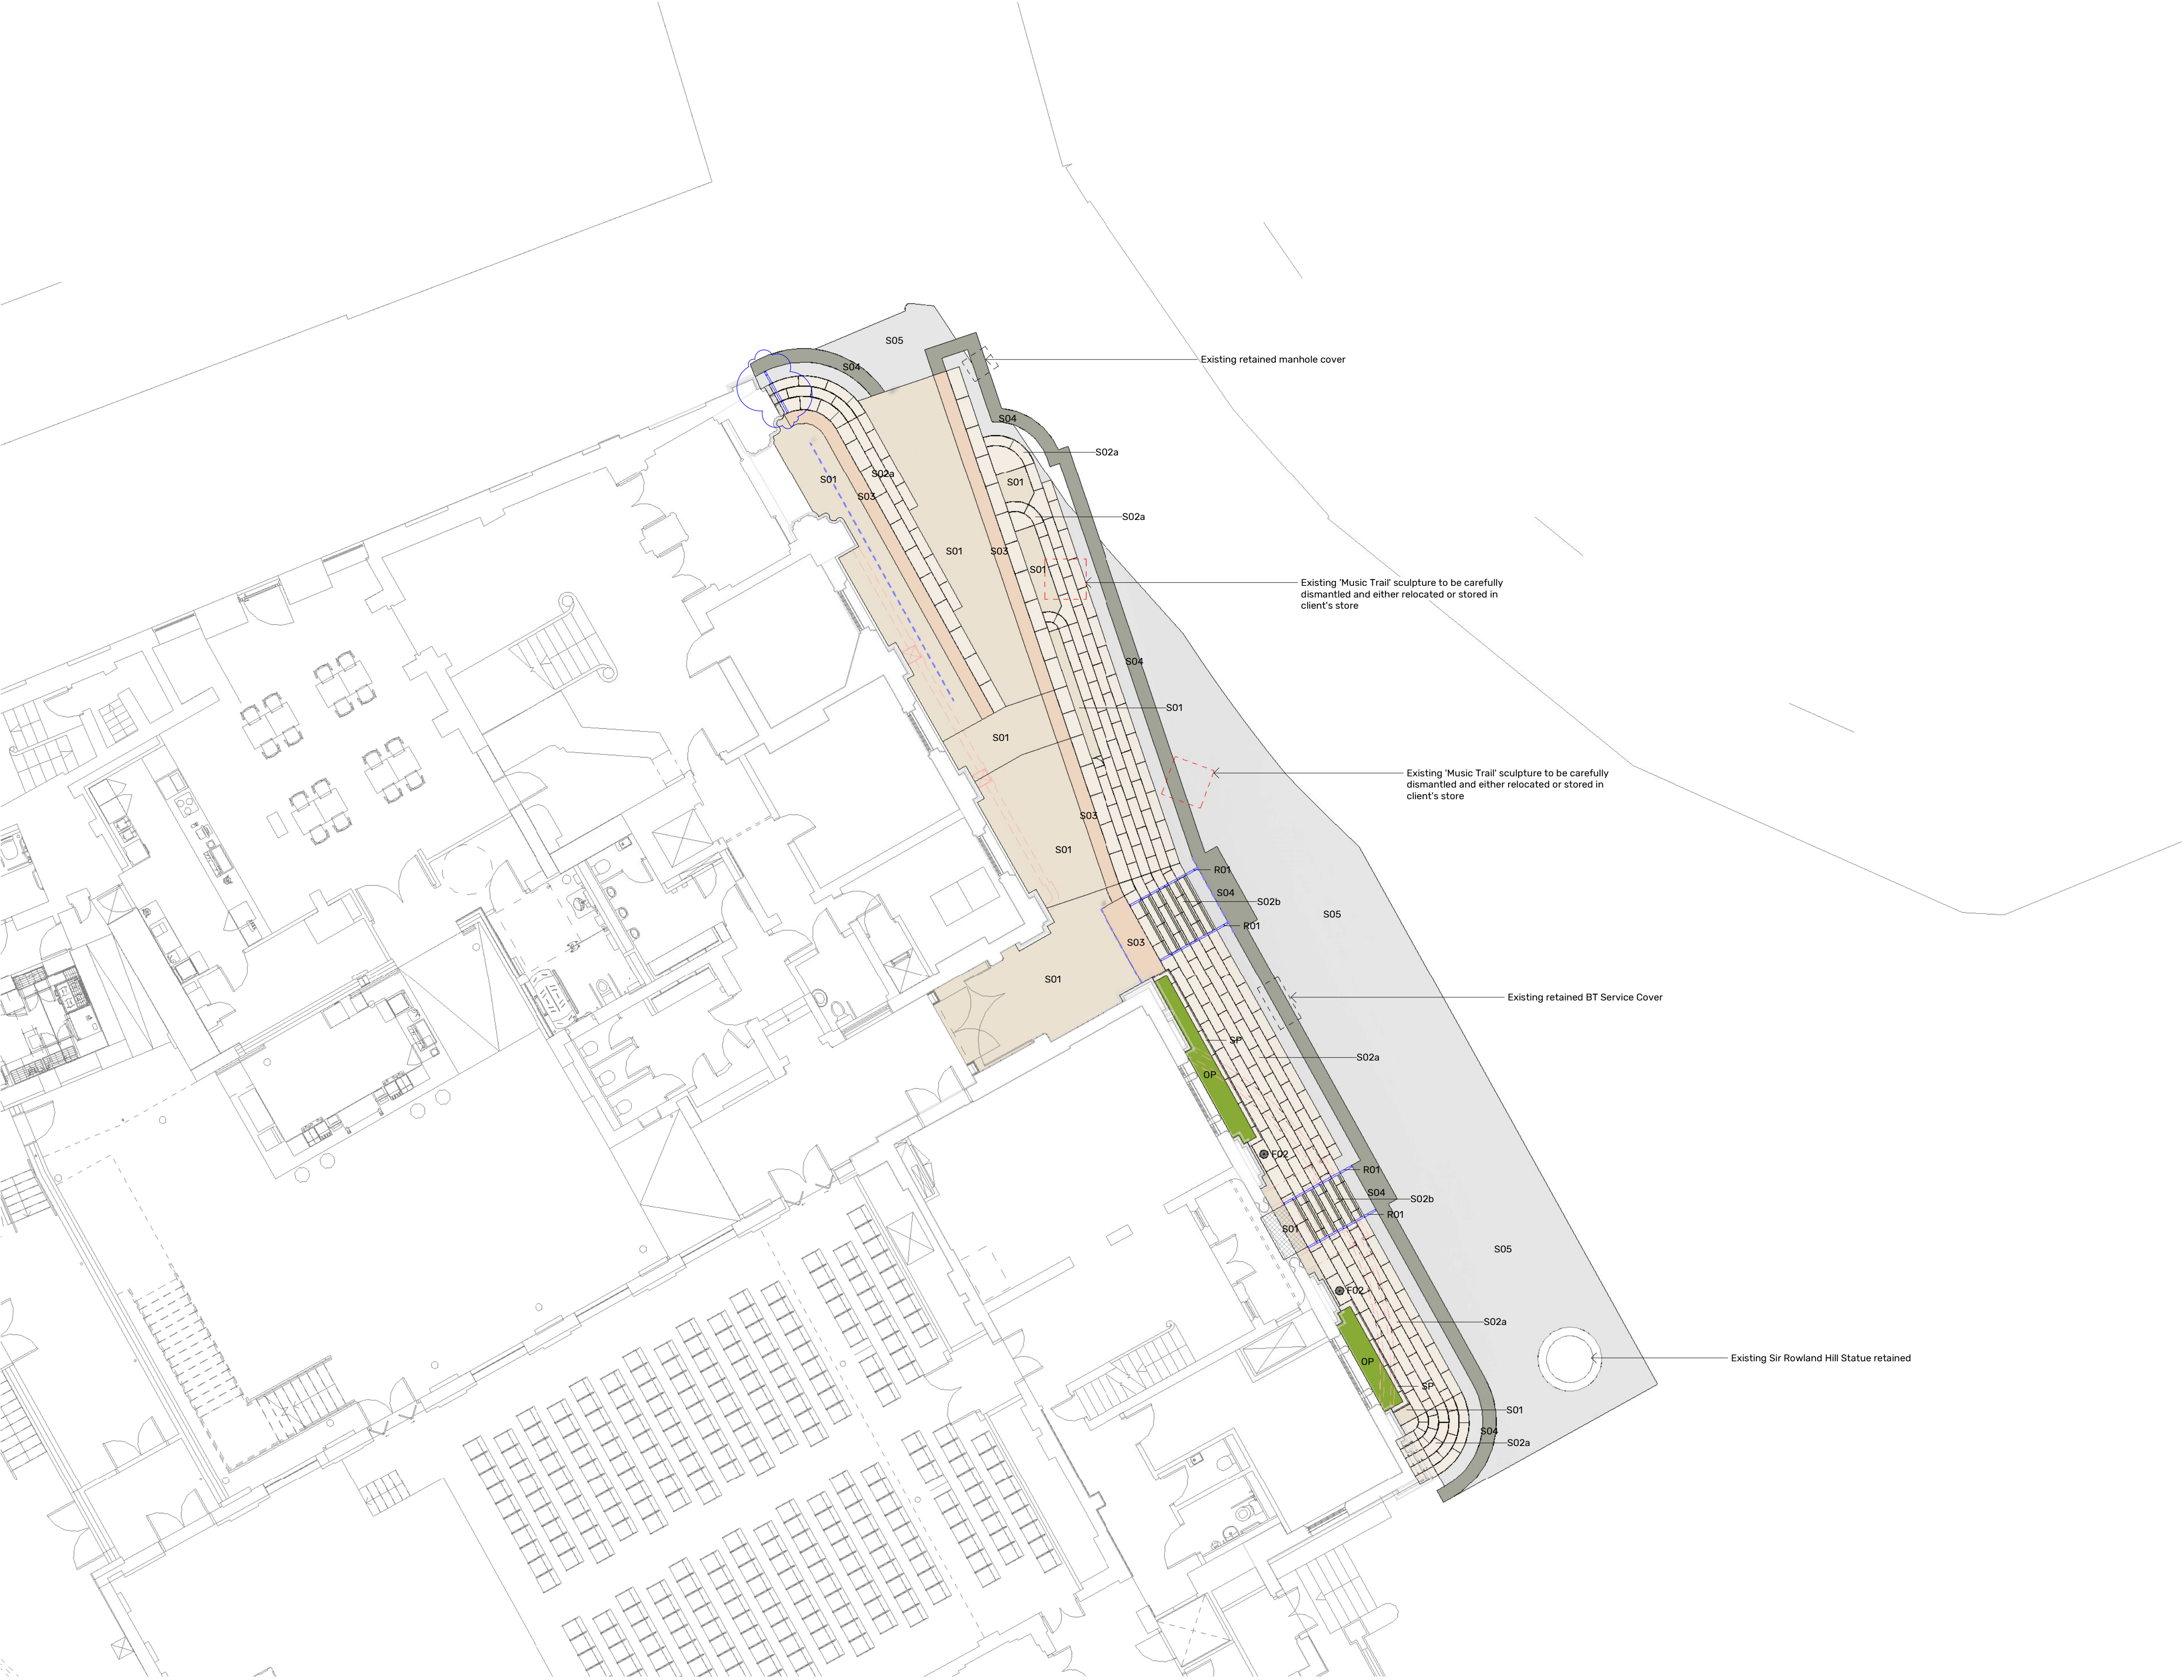 S05
Existing retained manhole cover
S04
S04
S02a
S02a
S01
S01
S03
S02a
S01
S03
S01
Existing 'Music Trail' sculpture to be carefully
dismantled and either relocated or stored in
client's store
S04
S01
S01
Existing 'Music Trail' sculpture to be carefully
dismantled and either relocated or stored in
client's store
S03
S01
R01
S04
S02b
S05
R01
S03
S01
Existing retained BT Service Cover
SP
S02a
OP
F02
R01
S04
S02b
R01
S01
S05
F02
S02a
Existing Sir Rowland Hill Statue retained
OP
SP
S01
S04
S02a